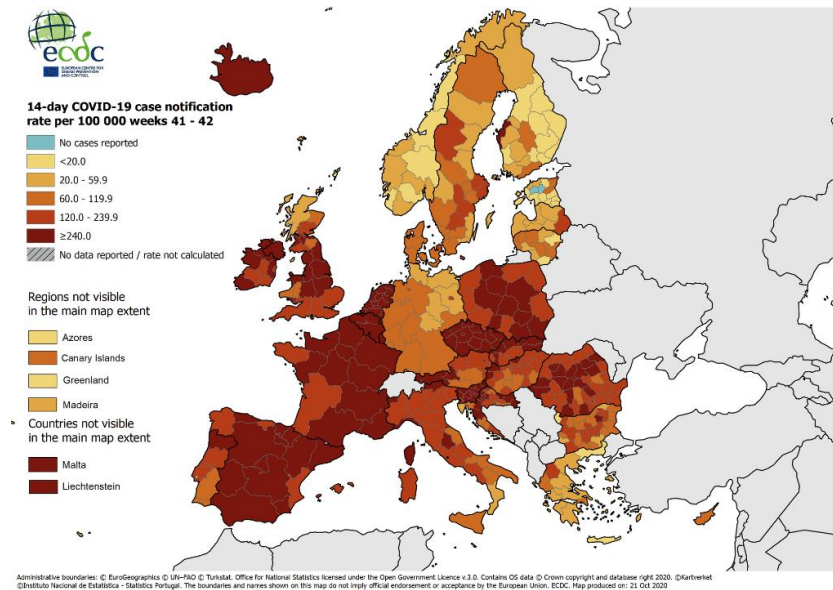 ecdc
EUROPEAN CENTRE FOR
DISEASE PREVENTION
AND CONTROL
14-day COVID-19 case notification
rate per 100 000 weeks 41 - 42
No cases reported
<20.0
20.0 - 59.9
60.0 - 119.9
120.0 - 239.9
≥240.0
No data reported / rate not calculated
Regions not visible
in the main map extent
Azores
Canary Islands
Greenland
Madeira
Countries not visible
in the main map extent
Malta
Liechtenstein
Administrative boundaries: © EuroGeographics © UN–FAO © Turkstat. Office for National Statistics licensed under the Open Government Licence v.3.0. Contains OS data © Crown copyright and database right 2020. ©Kartverket
©Instituto Nacional de Estatística - Statistics Portugal. The boundaries and names shown on this map do not imply official endorsement or acceptance by the European Union. ECDC. Map produced on: 21 Oct 2020